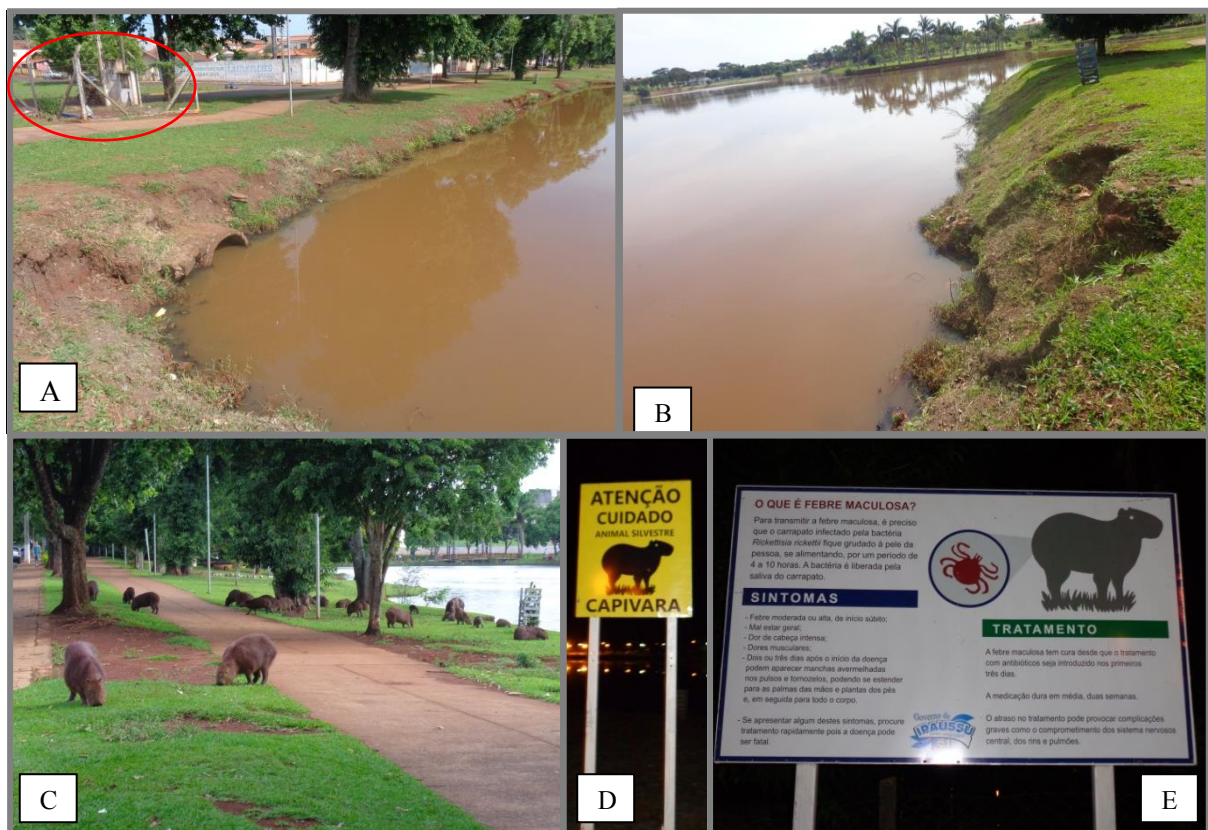 A
B
C
ATENÇÃO
CUIDADO
ANIMAL SILVESTRE
CAPIVARA
D
O QUE É FEBRE MACULOSA?
Para transmitir a febre maculosa, é preciso
que o carrapato infectado pela bactéria
Rickettisia rickettii fique grudado à pele da
pessoa, se alimentando, por um período de
4 a 10 horas. A bactéria é liberada pela
saliva do carrapato.
SINTOMAS
- Febre moderada ou alta, de início súbito;
- Mal estar geral;
- Dor de cabeça intensa;
- Dores musculares;
- Dois ou três dias após o início da doença
podem aparecer manchas avermelhadas
nos pulsos e tornozelos, podendo se estender
para as palmas das mãos e plantas dos pés
e, em seguida para todo o corpo.
- Se apresentar algum destes sintomas, procure
tratamento rapidamente pois a doença pode
ser fatal.
Governo de
IPAUSSU
TRATAMENTO
A febre maculosa tem cura desde que o tratamento
com antibióticos seja introduzido nos primeiros
três dias.
A medicação dura em média, duas semanas.
O atraso no tratamento pode provocar complicações
graves como o comprometimento dos sistema nervosos
central, dos rins e pulmões.
E